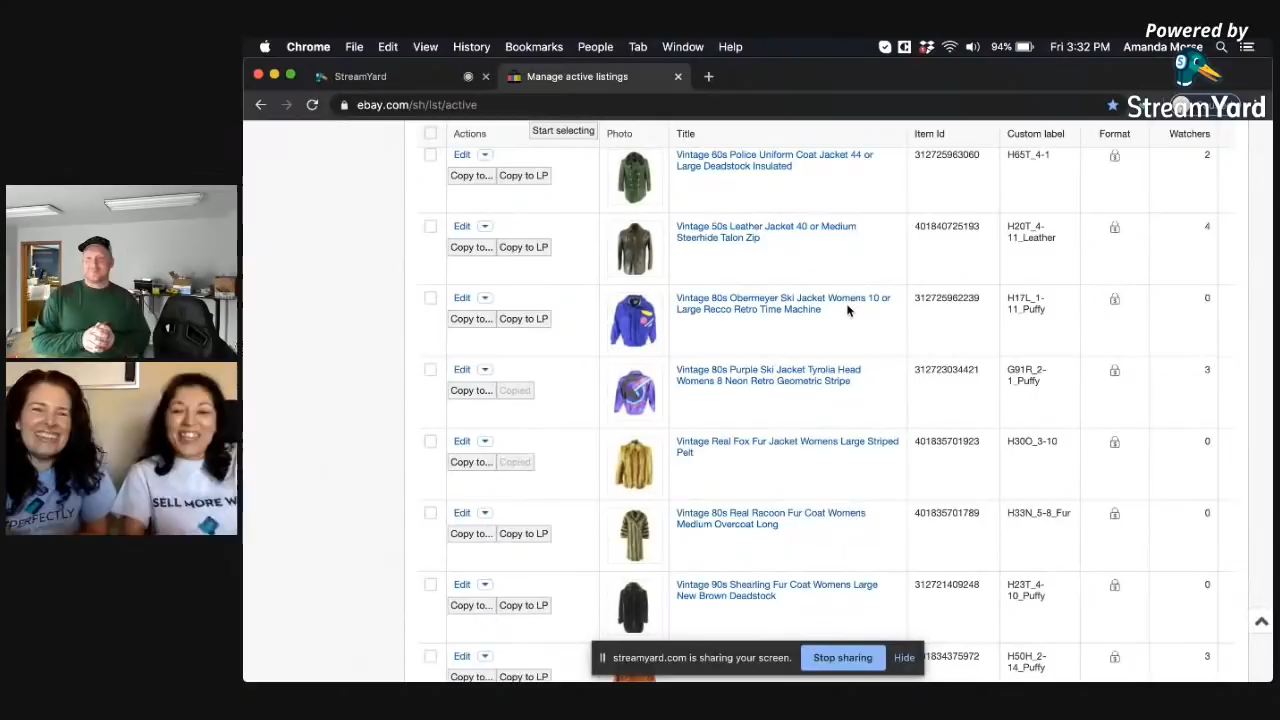 Powered by
StreamYard
Chrome File Edit View History Bookmarks People Tab Window Help 94% Fri 3:32 PM Amanda Morse
StreamYard
Manage active listings
ebay.com/sh/lst/active
Actions Start selecting Photo Title Item Id Custom label Format Watchers
Edit Vintage 60s Police Uniform Coat Jacket 44 or 312725963060 H65T_4-1 2
Large Deadstock Insulated
Copy to... Copy to LP
Edit Vintage 50s Leather Jacket 40 or Medium 401840725193 H20T_4- 4
Steerhide Talon Zip 11_Leather
Copy to... Copy to LP
Edit Vintage 80s Obermeyer Ski Jacket Womens 10 or 312725962239 H17L_1- 0
Large Recco Retro Time Machine 11_Puffy
Copy to... Copy to LP
Edit Vintage 80s Purple Ski Jacket Tyrolia Head 312723034421 G91R_2- 3
Womens 8 Neon Retro Geometric Stripe 1_Puffy
Copy to... Copied
Edit Vintage Real Fox Fur Jacket Womens Large Striped 401835701923 H30O_3-10 0
Pelt
Copy to... Copied
Edit Vintage 80s Real Racoon Fur Coat Womens 401835701789 H33N_5-8_Fur 0
Medium Overcoat Long
Copy to... Copy to LP
Edit Vintage 90s Shearling Fur Coat Womens Large 312721409248 H23T_4- 0
New Brown Deadstock 10_Puffy
Copy to... Copy to LP
Edit 01834375972 H50H_2- 3
14_Puffy
Copy to... Copy to LP
streamyard.com is sharing your screen. Stop sharing Hide
PERFECTLY
SELL MORE W